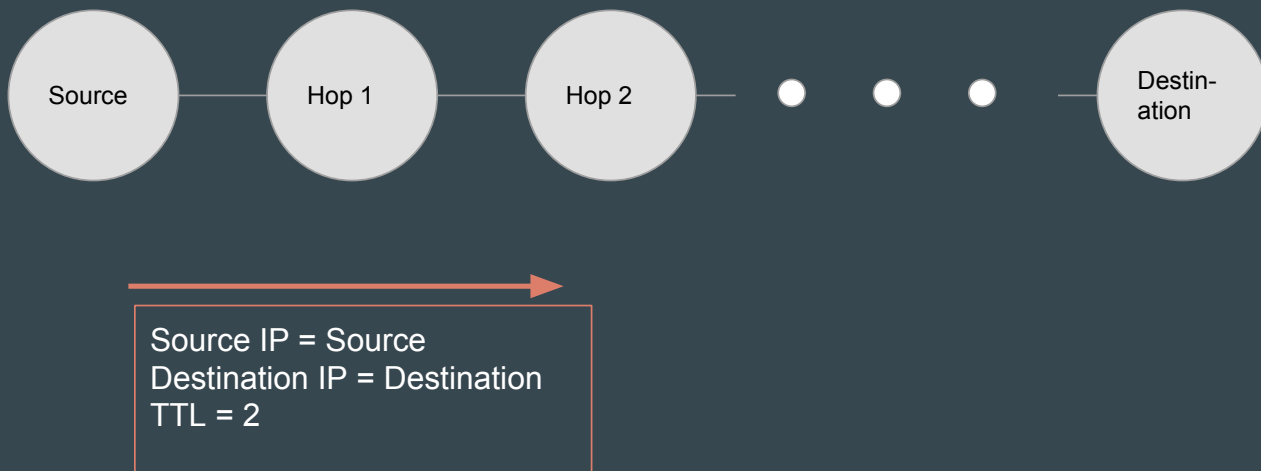 Source
Hop 1
Hop 2
Destin-
ation
Source IP = Source
Destination IP = Destination
TTL = 2